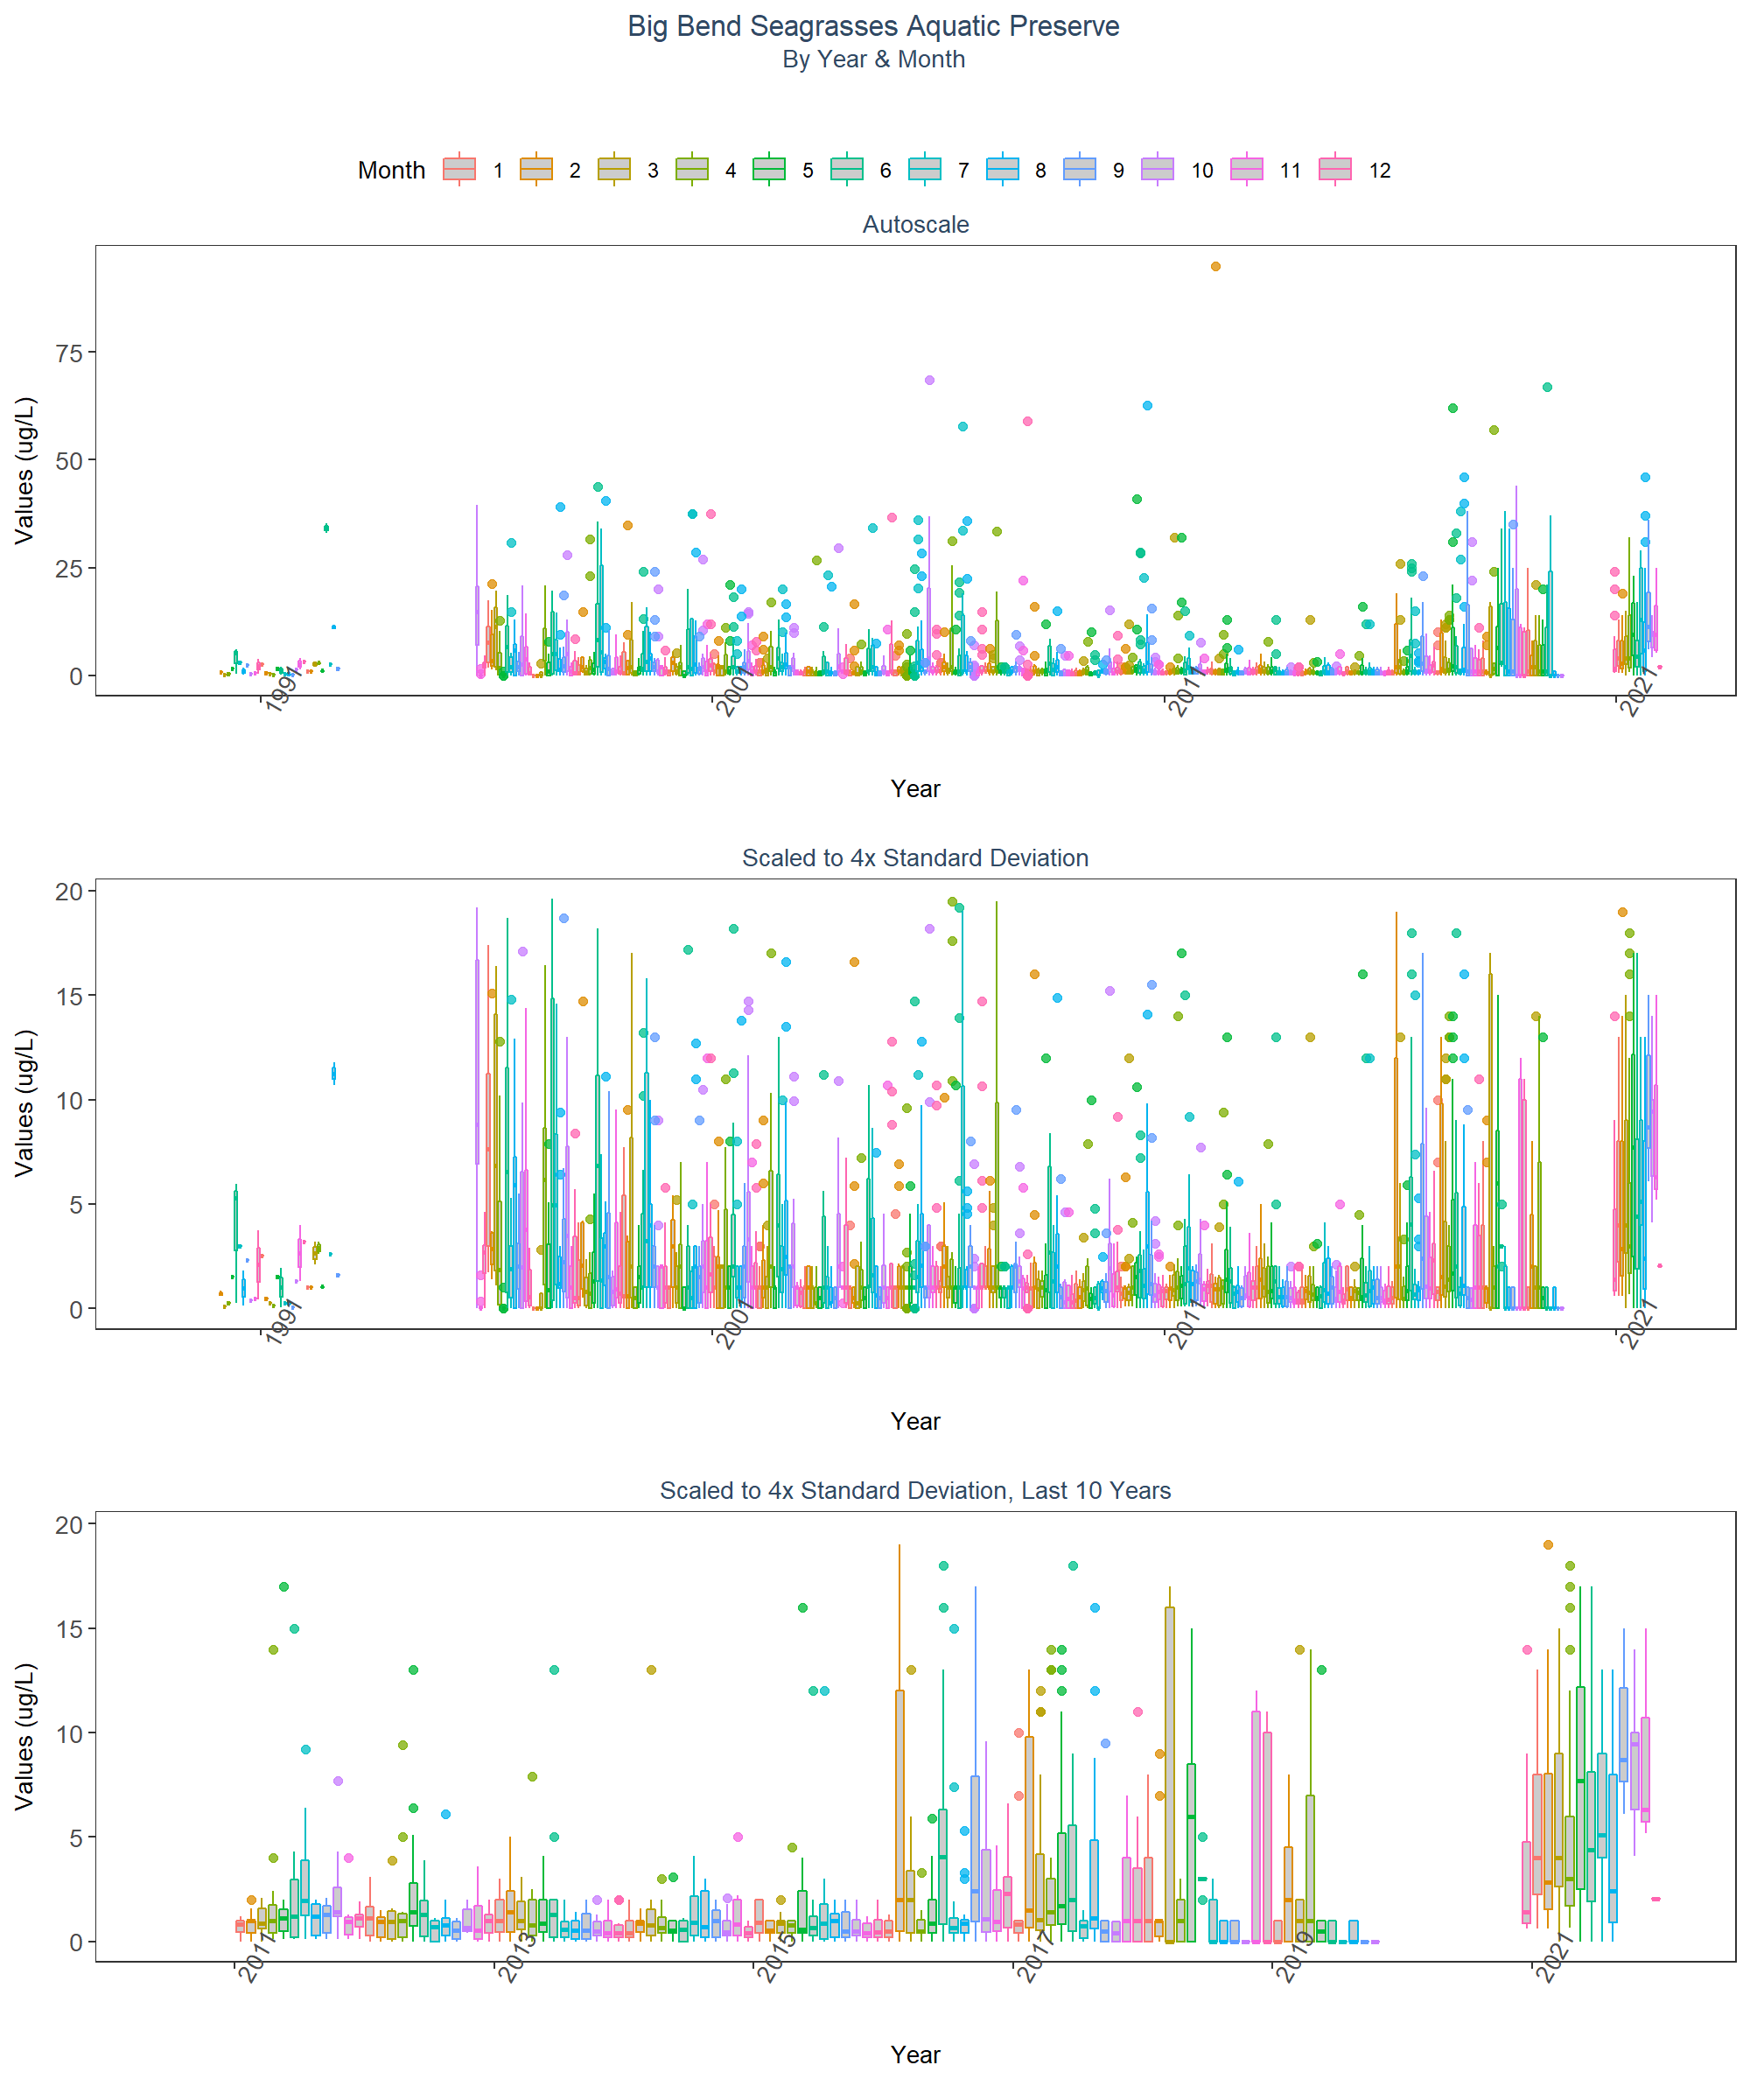 Big Bend Seagrasses Aquatic Preserve
By Year & Month
Month 1 2 3 4 5 6 7 8 9 10 11 12
Autoscale
Values (ug/L)
75
50
25
0
1991 2001 2011 2021
Year
Scaled to 4x Standard Deviation
Values (ug/L)
20
15
10
5
0
1991 2001 2011 2021
Year
Scaled to 4x Standard Deviation, Last 10 Years
Values (ug/L)
20
15
10
5
0
2011 2013 2015 2017 2019 2021
Year